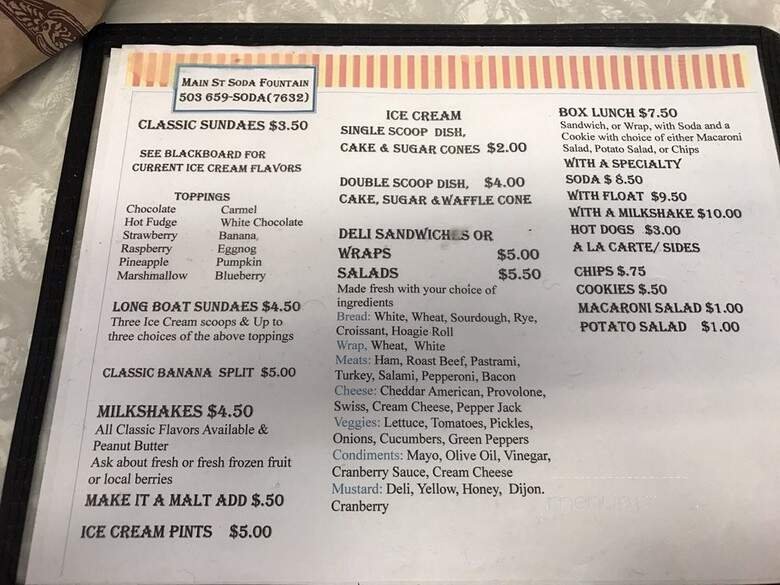 MAIN ST SODA FOUNTAIN
503 659-SODA(7632)
CLASSIC SUNDAES $3.50
SEE BLACKBOARD FOR
CURRENT ICE CREAM FLAVORS
TOPPINGS
Chocolate Carmel
Hot Fudge White Chocolate
Strawberry Banana
Raspberry Eggnog
Pineapple Pumpkin
Marshmallow Blueberry
LONG BOAT SUNDAES $4.50
Three Ice Cream scoops & Up to
three choices of the above toppings
CLASSIC BANANA SPLIT $5.00
MILKSHAKES $4.50
All Classic Flavors Available &
Peanut Butter
Ask about fresh or fresh frozen fruit
or local berries
MAKE IT A MALT ADD $.50
ICE CREAM PINTS $5.00
ICE CREAM
SINGLE SCOOP DISH,
CAKE & SUGAR CONES $2.00
DOUBLE SCOOP DISH, $4.00
CAKE, SUGAR & WAFFLE CONE
DELI SANDWICHES OR
WRAPS $5.00
SALADS $5.50
Made fresh with your choice of
ingredients
Bread: White, Wheat, Sourdough, Rye,
Croissant, Hoagie Roll
Wrap, Wheat, White
Meats: Ham, Roast Beef, Pastrami,
Turkey, Salami, Pepperoni, Bacon
Cheese: Cheddar American, Provolone,
Swiss, Cream Cheese, Pepper Jack
Veggies: Lettuce, Tomatoes, Pickles,
Onions, Cucumbers, Green Peppers
Condiments: Mayo, Olive Oil, Vinegar,
Cranberry Sauce, Cream Cheese
Mustard: Deli, Yellow, Honey, Dijon.
Cranberry
BOX LUNCH $7.50
Sandwich, or Wrap, with Soda and a
Cookie with choice of either Macaroni
Salad, Potato Salad, or Chips
WITH A SPECIALTY
SODA $ 8.50
WITH FLOAT $9.50
WITH A MILKSHAKE $10.00
HOT DOGS $3.00
A LA CARTE/ SIDES
CHIPS $.75
COOKIES $.50
MACARONI SALAD $1.00
POTATO SALAD $1.00